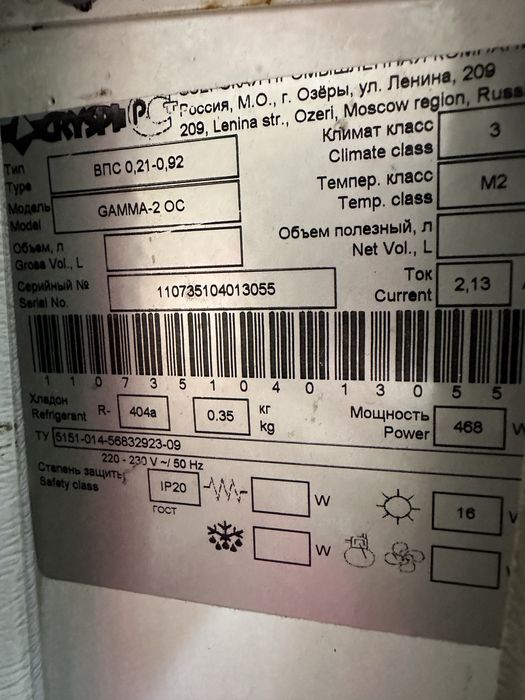 CRYSPI РСТ
Россия, М.О., г. Озёры, ул. Ленина, 209
209, Lenina str., Ozeri, Moscow region, Russ
Тип
Type
ВПС 0,21-0,92
Климат класс
Climate class
3
Модель
Model
GAMMA-2 ОС
Темпер. класс
Temp. class
M2
Объем, л
Gross Vol., L
Объем полезный, л
Net Vol., L
Серийный №
Serial No.
110735104013055
Ток
Current
2,13
1 1 0 7 3 5 1 0 4 0 1 3 0 5 5
Хладон
Refrigerant R- 404a 0.35 кг
kg
Мощность
Power
468 W
ТУ 5151-014-56832923-09
220 - 230 V ~/ 50 Hz
Степень защиты
Safety class
IP20
ГОСТ
W
16
W